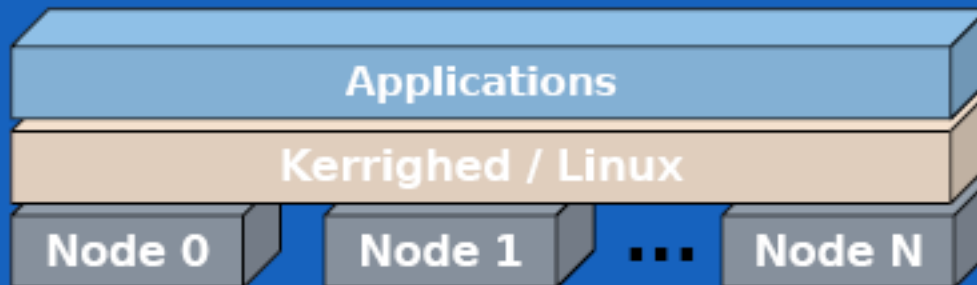 Applications
Kerrighed / Linux
Node 0 Node 1 ... Node N